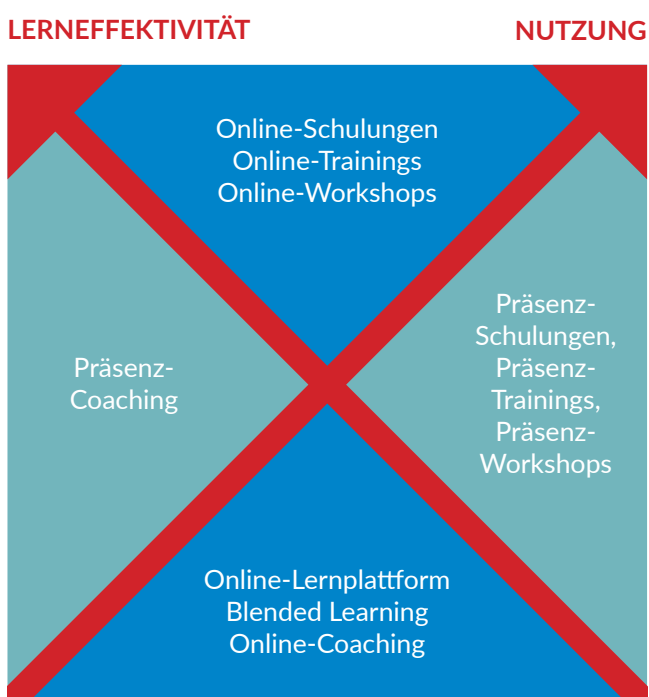 LERNEFFEKTIVITÄT
NUTZUNG
Online-Schulungen
Online-Trainings
Online-Workshops
Präsenz-
Coaching
Präsenz-
Schulungen,
Präsenz-
Trainings,
Präsenz-
Workshops
Online-Lernplattform
Blended Learning
Online-Coaching